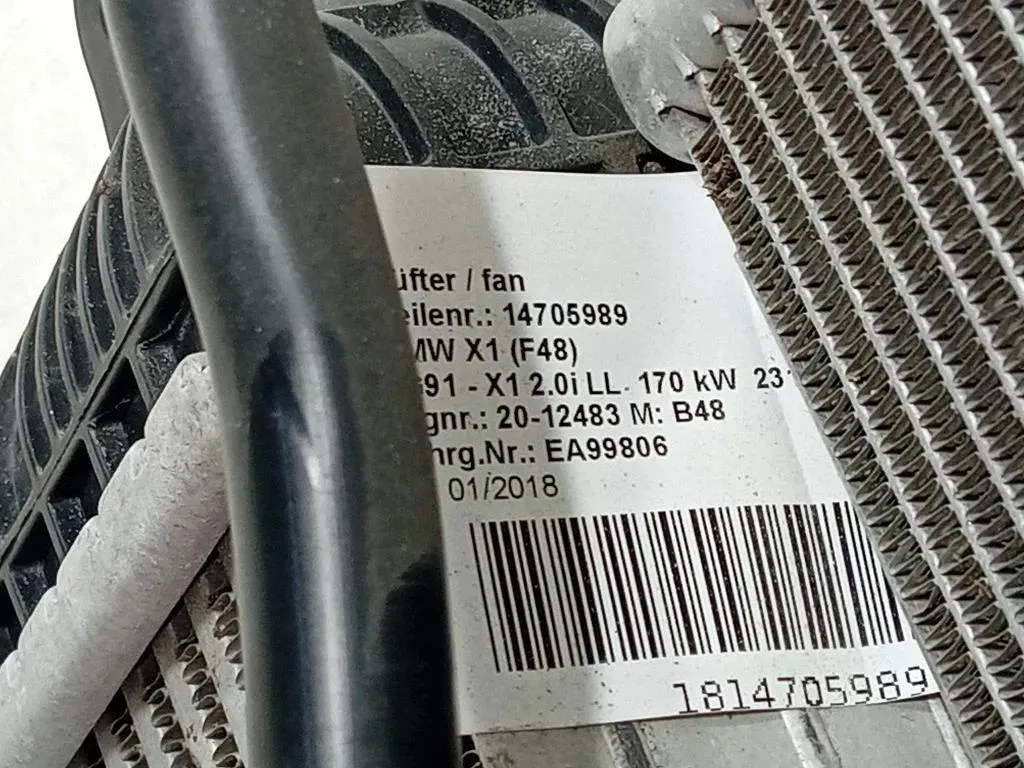 üfter / fan
eilenr.: 14705989
MW X1 (F48)
91 - X1 2.0i LL 170 kW 231
gnr.: 20-12483 M: B48
hrg.Nr.: EA99806
01/2018
1814705989